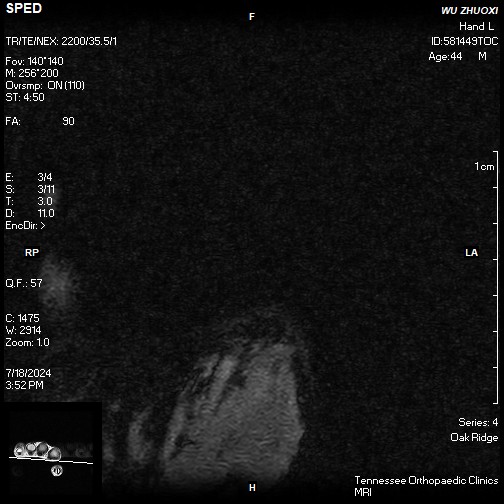 SPED
F
WU ZHUOXI
Hand L
TR/TE/NEX: 2200/35.5/1
ID:581449TOC
Age:44 M
Fov: 140*140
M: 256*200
Ovrsmp: ON (110)
ST: 4:50
FA: 90
1cm
E: 3/4
S: 3/11
T: 3.0
D: 11.0
EncDir: >
RP
LA
Q.F.: 57
C: 1475
W: 2914
Zoom: 1.0
7/18/2024
3:52 PM
Series: 4
Oak Ridge
H
Tennessee Orthopaedic Clinics
MRI